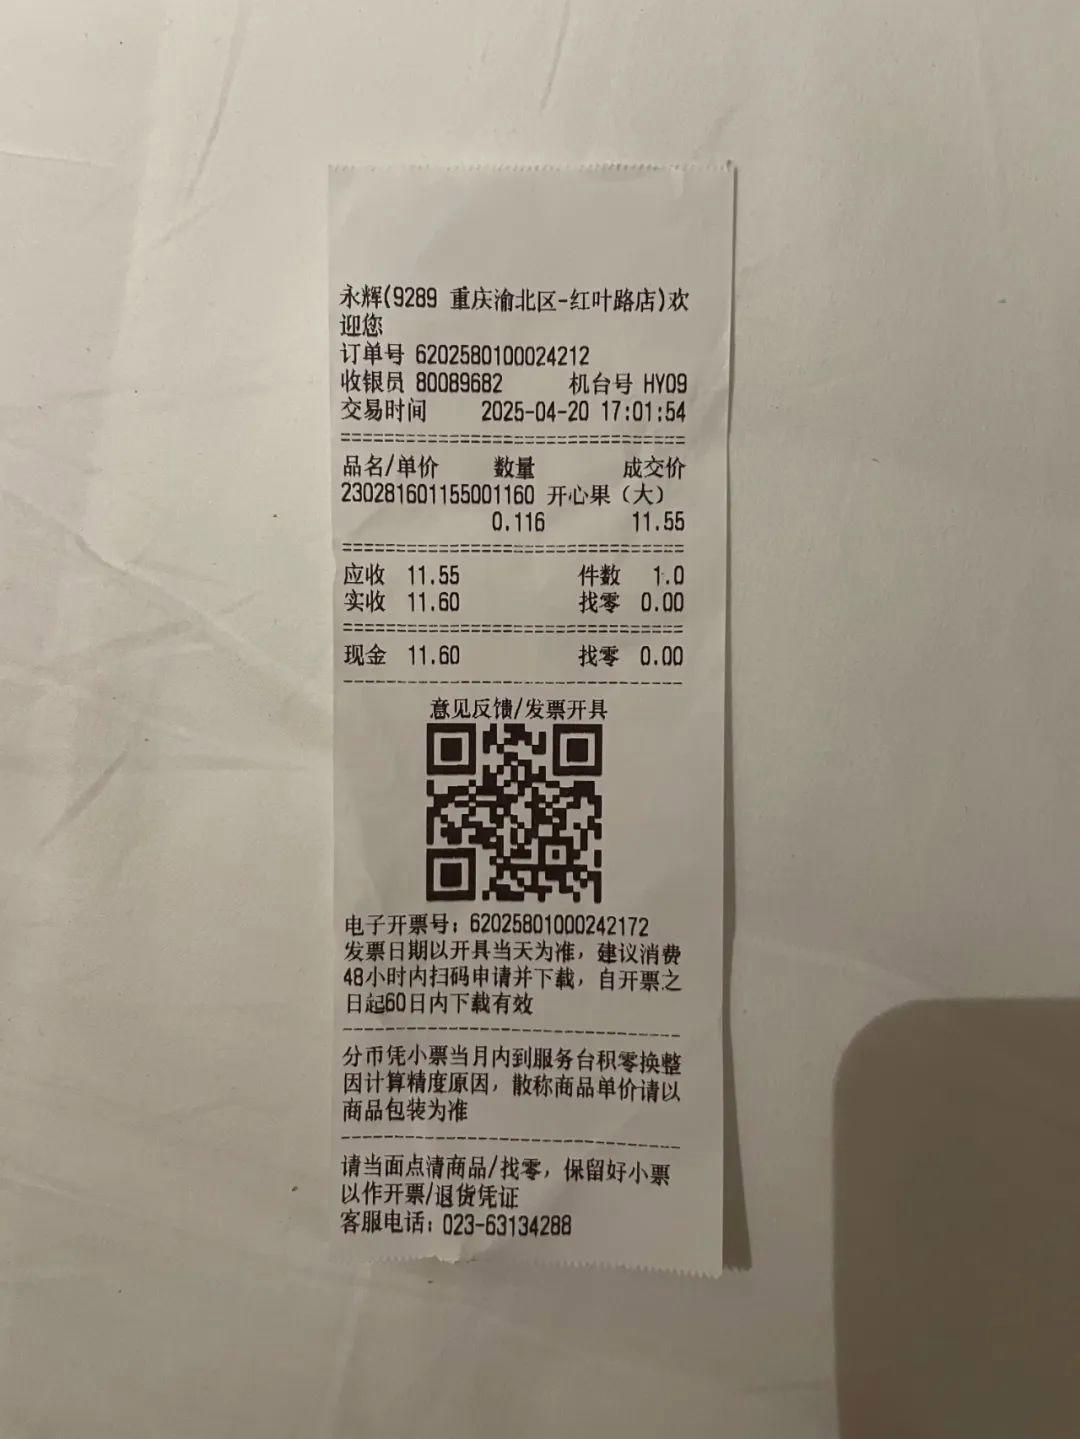 永辉(9289 重庆渝北区-红叶路店)欢
迎您
订单号 6202580100024212
收银员 80089682 机台号 HY09
交易时间 2025-04-20 17:01:54
================================
品名/单价 数量 成交价
230281601155001160 开心果（大）
0.116 11.55
================================
应收 11.55 件数 1.0
实收 11.60 找零 0.00
================================
现金 11.60 找零 0.00
--------------------------------
意见反馈/发票开具
电子开票号：62025801000242172
发票日期以开具当天为准，建议消费
48小时内扫码申请并下载，自开票之
日起60日内下载有效
--------------------------------
分币凭小票当月内到服务台积零换整
因计算精度原因，散称商品单价请以
商品包装为准
--------------------------------
请当面点清商品/找零，保留好小票
以作开票/退货凭证
客服电话：023-63134288